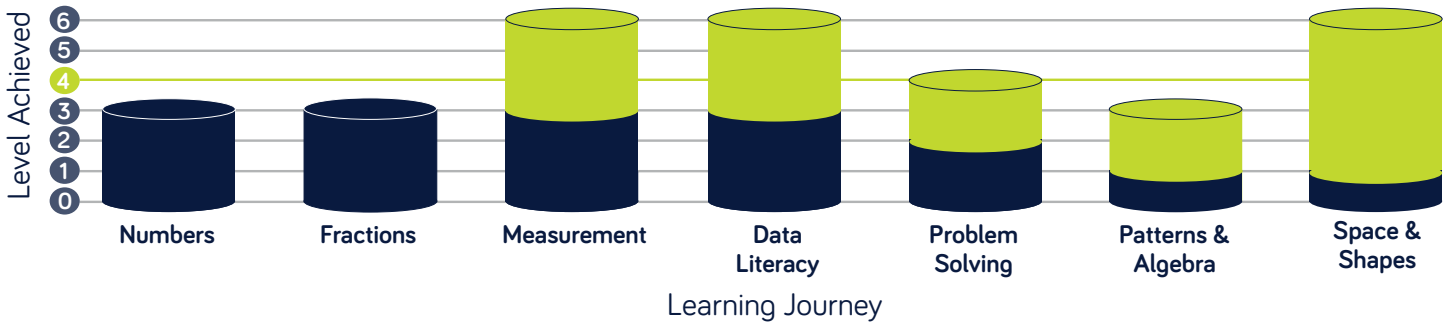 Level Achieved
6
5
4
3
2
1
0
Numbers
Fractions
Measurement
Data
Literacy
Problem
Solving
Patterns &
Algebra
Space &
Shapes
Learning Journey